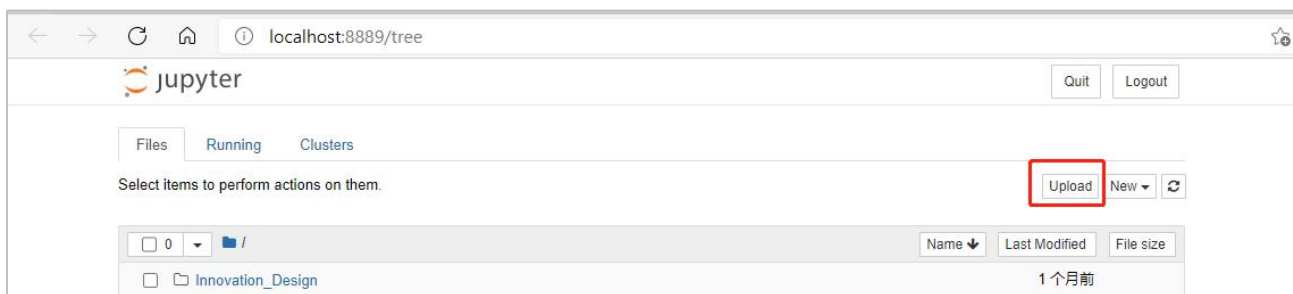 localhost:8889/tree
jupyter Quit Logout
Files Running Clusters
Select items to perform actions on them. Upload New
0 / Name Last Modified File size
Innovation_Design 1 个月前